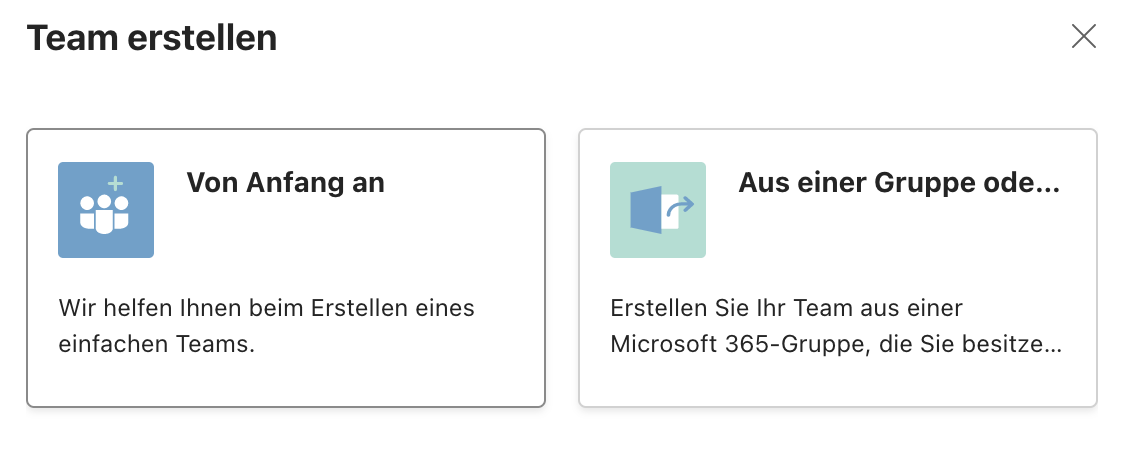 Team erstellen
Von Anfang an
Wir helfen Ihnen beim Erstellen eines
einfachen Teams.
Aus einer Gruppe ode...
Erstellen Sie Ihr Team aus einer
Microsoft 365-Gruppe, die Sie besitze...